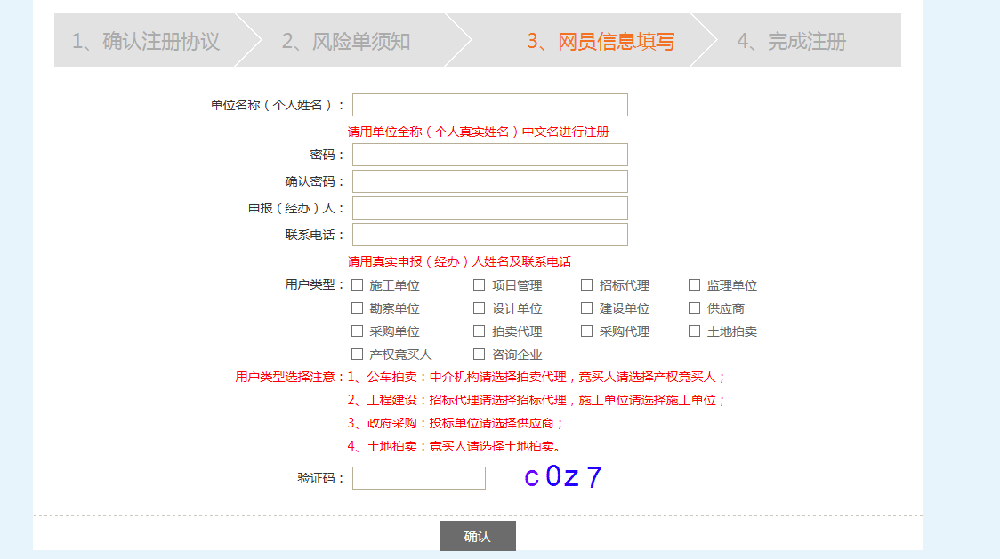 1、确认注册协议 2、风险单须知 3、网员信息填写 4、完成注册
单位名称（个人姓名）：
请用单位全称（个人真实姓名）中文名进行注册
密码：
确认密码：
申报（经办）人：
联系电话：
请用真实申报（经办）人姓名及联系电话
用户类型： 施工单位 项目管理 招标代理 监理单位
勘察单位 设计单位 建设单位 供应商
采购单位 拍卖代理 采购代理 土地拍卖
产权竞买人 咨询企业
用户类型选择注意：1、公车拍卖：中介机构请选择拍卖代理，竞买人请选择产权竞买人；
2、工程建设：招标代理请选择招标代理，施工单位请选择施工单位；
3、政府采购：投标单位请选择供应商；
4、土地拍卖：竞买人请选择土地拍卖。
验证码： c0z7
确认